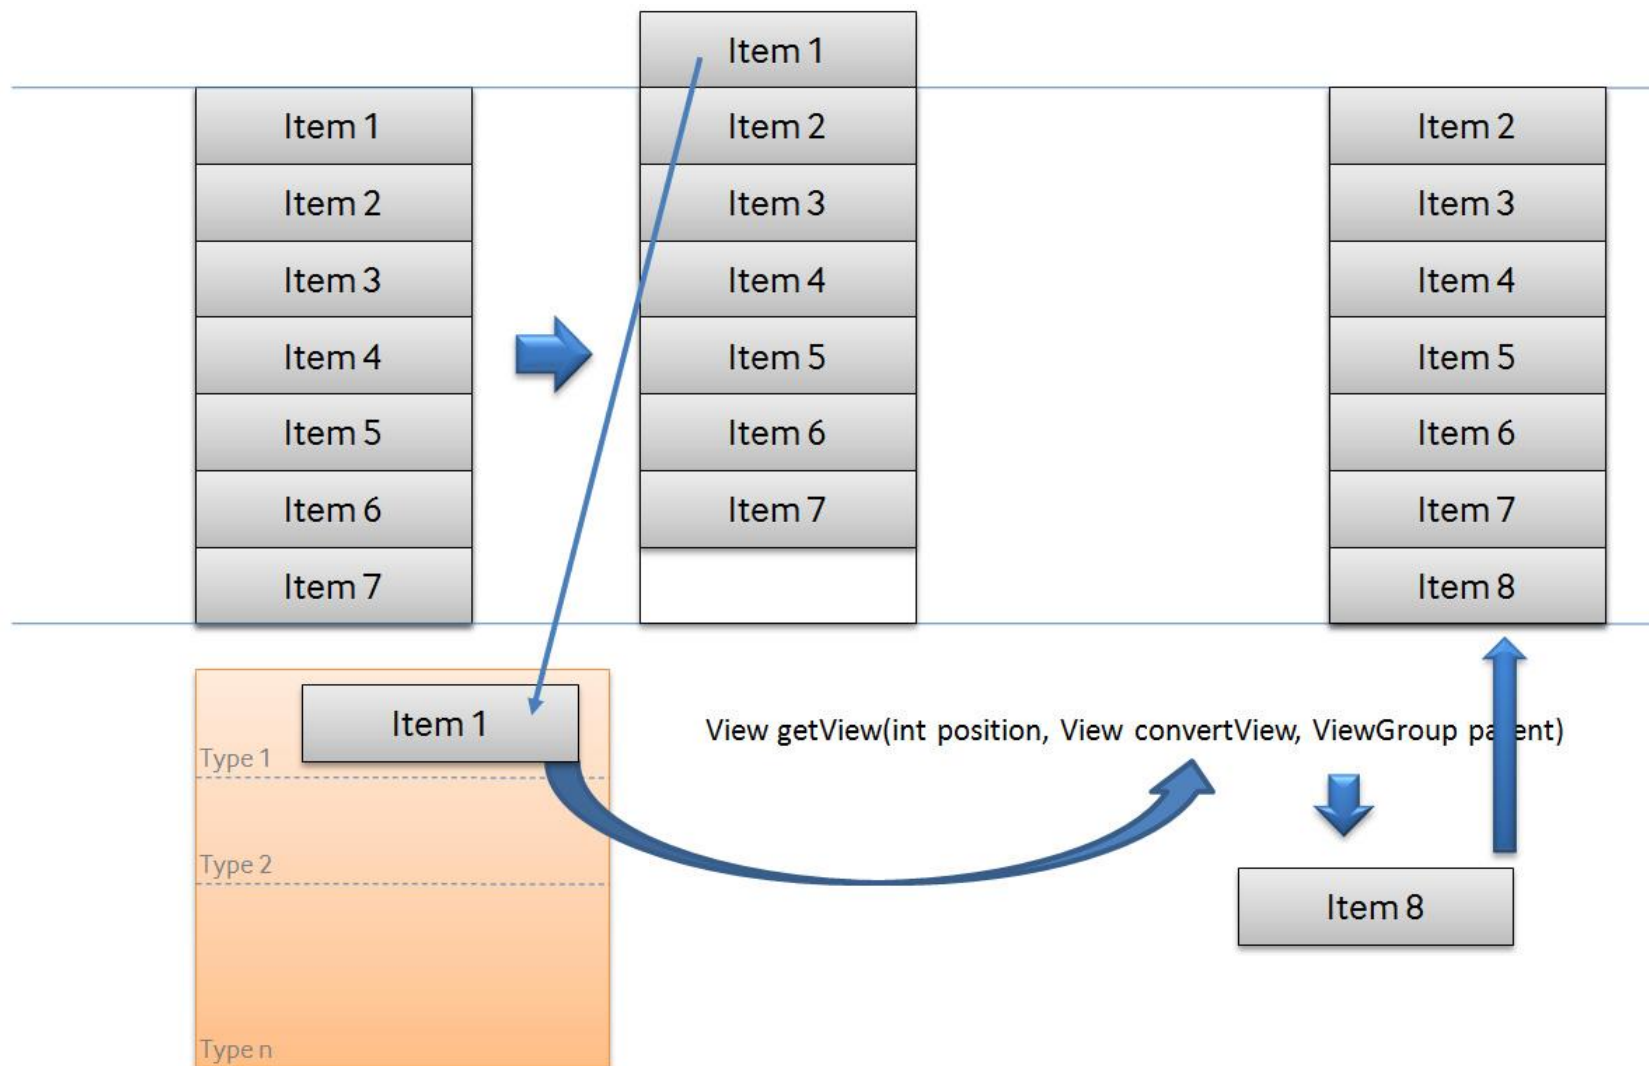 Item 1
Item 2
Item 3
Item 4
Item 5
Item 6
Item 7
Item 1
Item 2
Item 3
Item 4
Item 5
Item 6
Item 7
Item 2
Item 3
Item 4
Item 5
Item 6
Item 7
Item 8
Item 1
Type 1
Type 2
Type n
View getView(int position, View convertView, ViewGroup parent)
Item 8